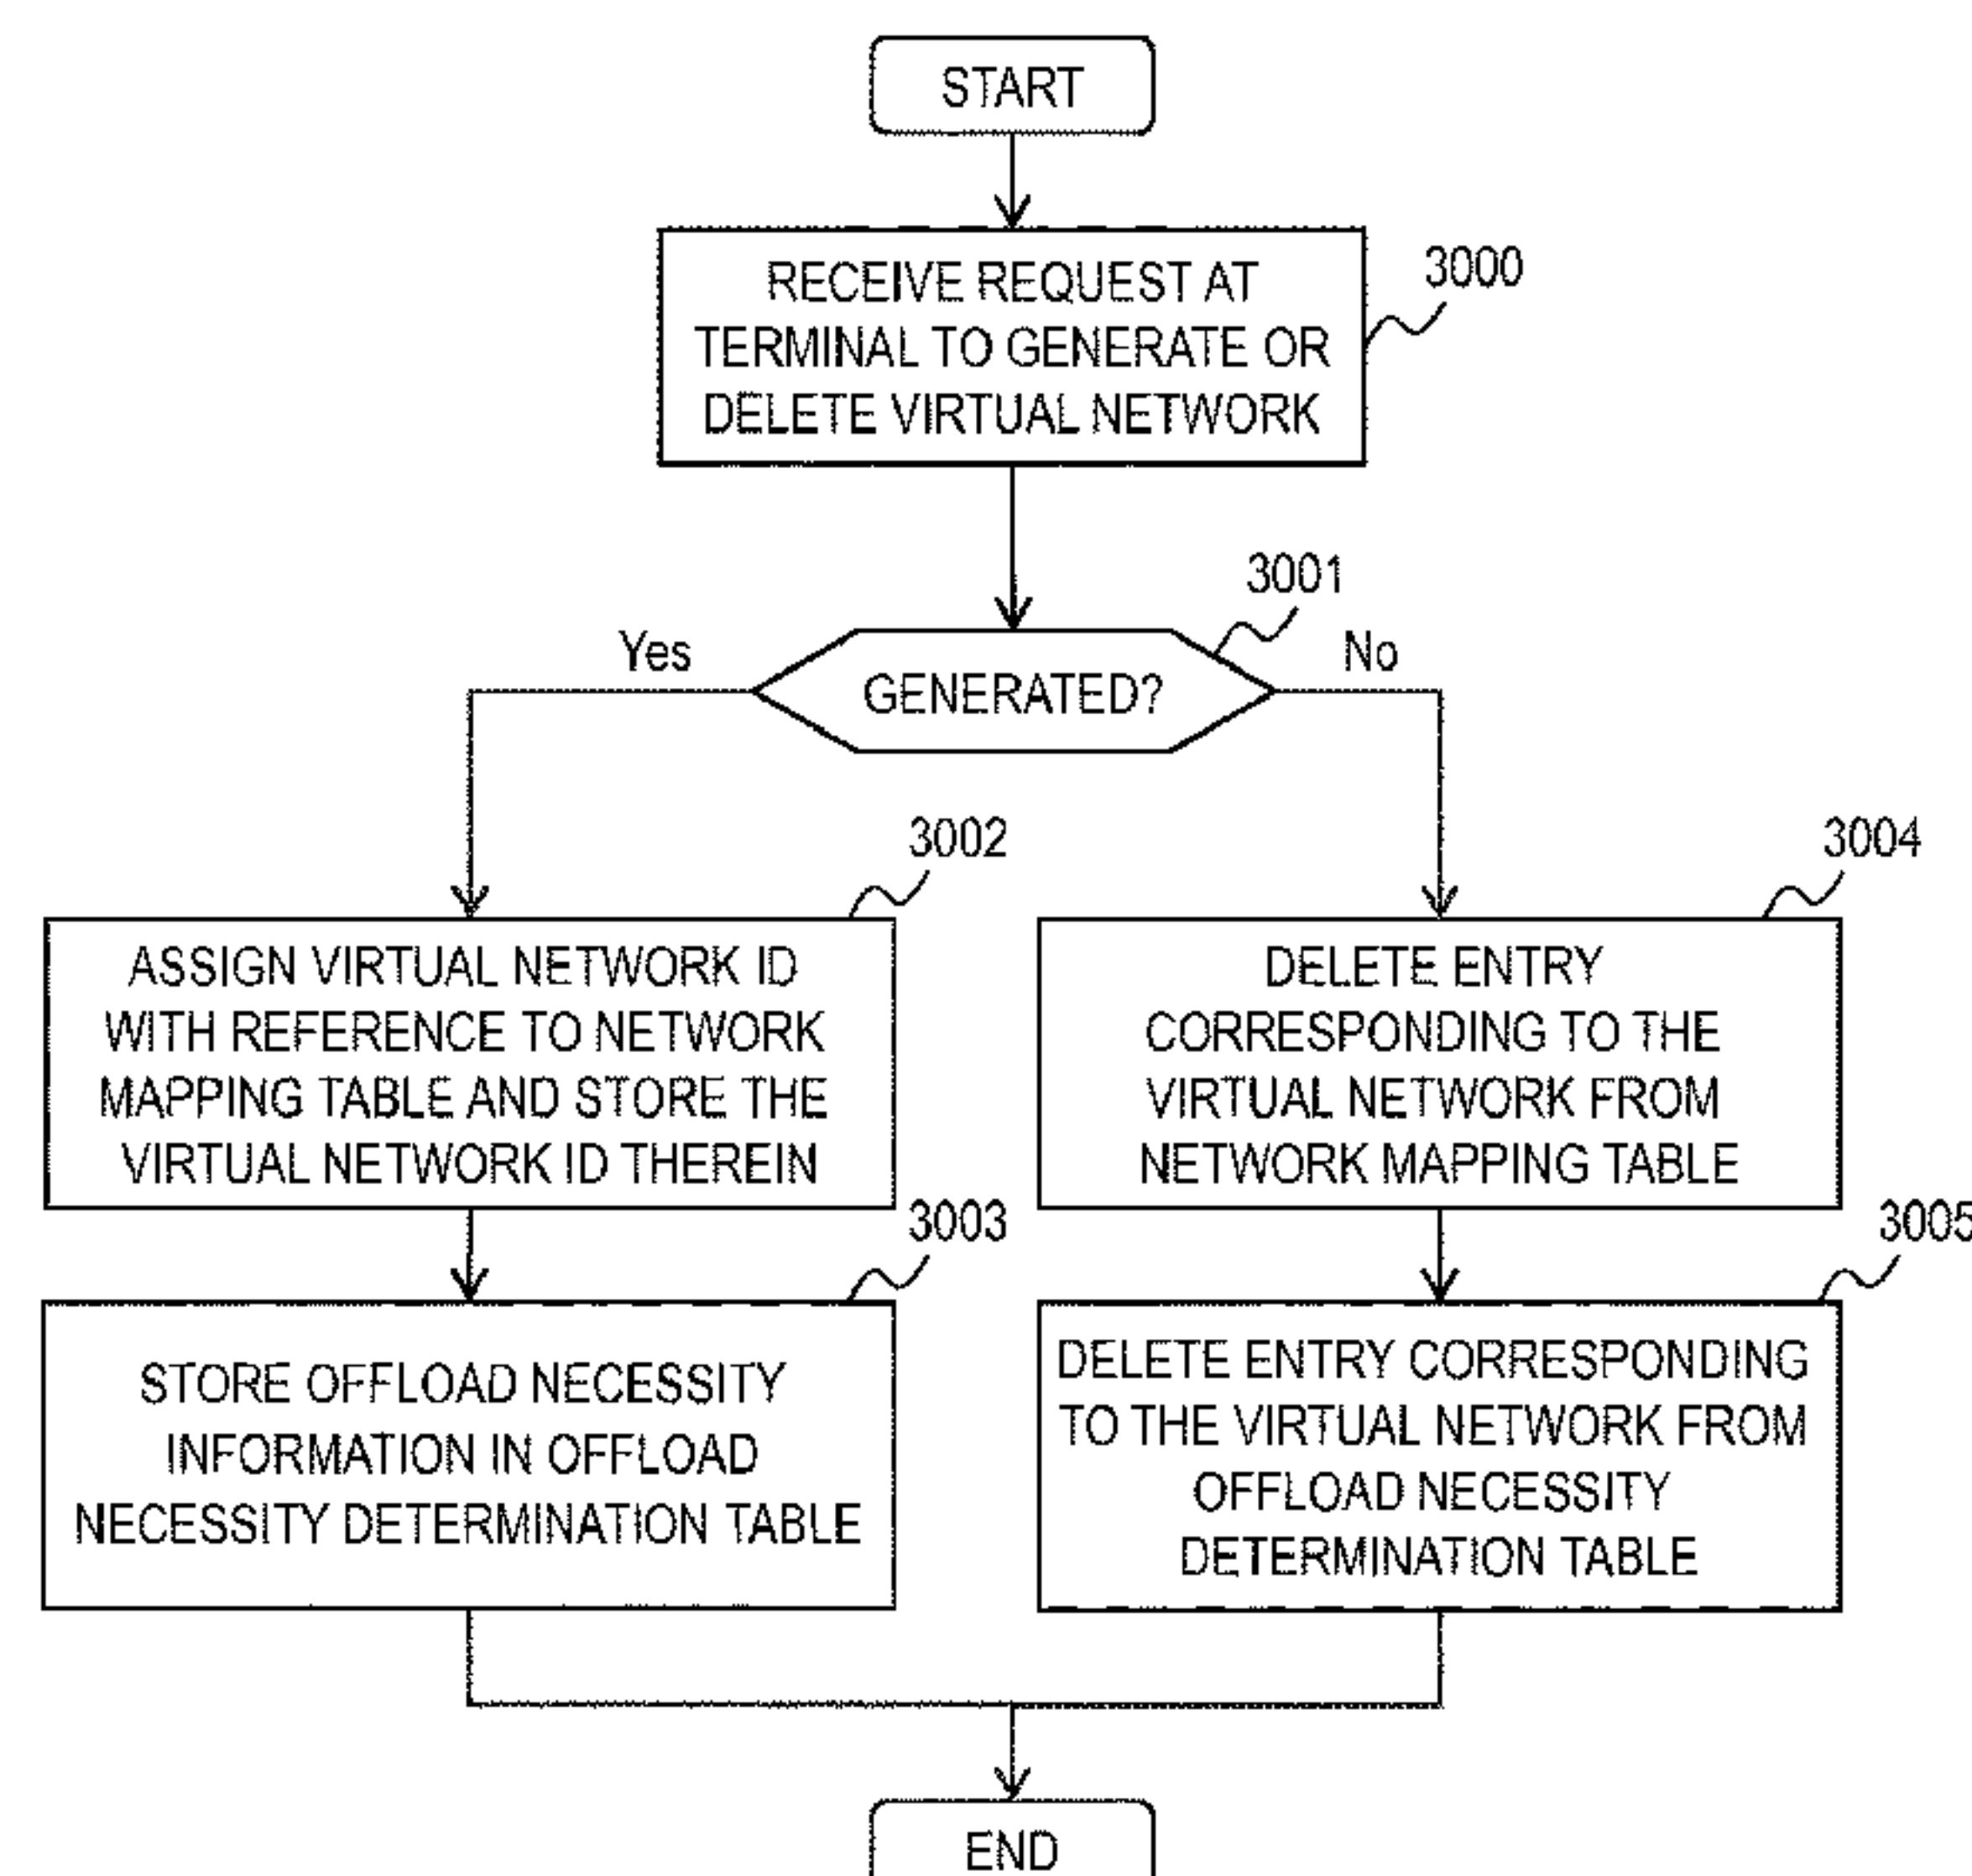 START
RECEIVE REQUEST AT
TERMINAL TO GENERATE OR
DELETE VIRTUAL NETWORK
3000
3001
Yes
GENERATED?
No
3002
ASSIGN VIRTUAL NETWORK ID
WITH REFERENCE TO NETWORK
MAPPING TABLE AND STORE THE
VIRTUAL NETWORK ID THEREIN
3004
DELETE ENTRY
CORRESPONDING TO THE
VIRTUAL NETWORK FROM
NETWORK MAPPING TABLE
3003
STORE OFFLOAD NECESSITY
INFORMATION IN OFFLOAD
NECESSITY DETERMINATION TABLE
3005
DELETE ENTRY CORRESPONDING
TO THE VIRTUAL NETWORK FROM
OFFLOAD NECESSITY
DETERMINATION TABLE
END